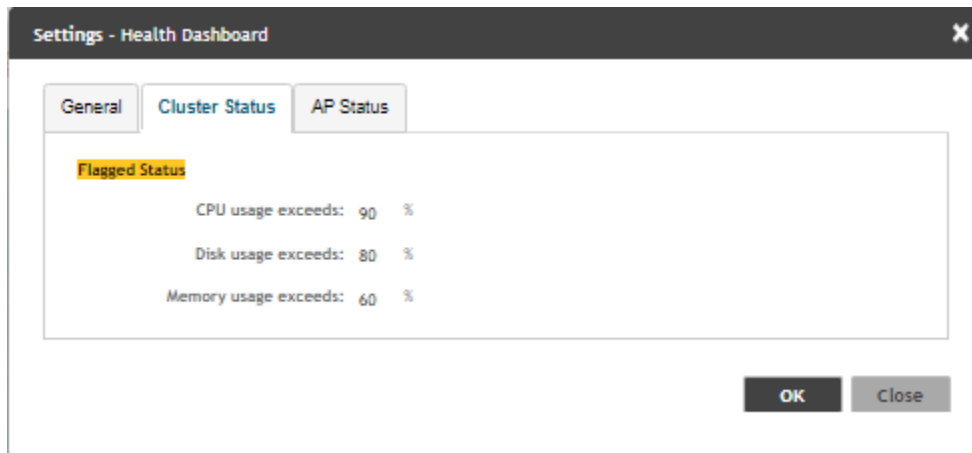 Settings - Health Dashboard
General Cluster Status AP Status
Flagged Status
CPU usage exceeds: 90 %
Disk usage exceeds: 80 %
Memory usage exceeds: 60 %
OK Close